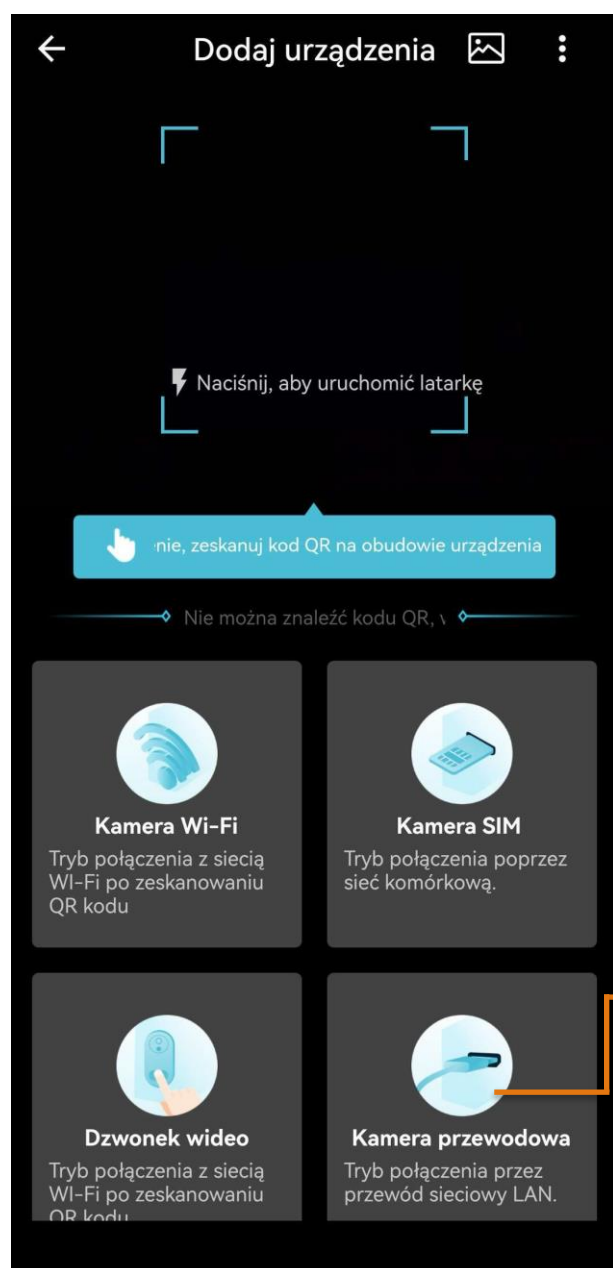 Dodaj urządzenia
Naciśnij, aby uruchomić latarkę
zeskanuj kod QR na obudowie urządzenia
Nie można znaleźć kodu QR,
Kamera Wi-Fi
Tryb połączenia z siecią
WI-Fi po zeskanowaniu
QR kodu
Kamera SIM
Tryb połączenia poprzez
sieć komórkową.
Dzwonek wideo
Tryb połączenia z siecią
WI-Fi po zeskanowaniu
QR kodu
Kamera przewodowa
Tryb połączenia przez
przewód sieciowy LAN.